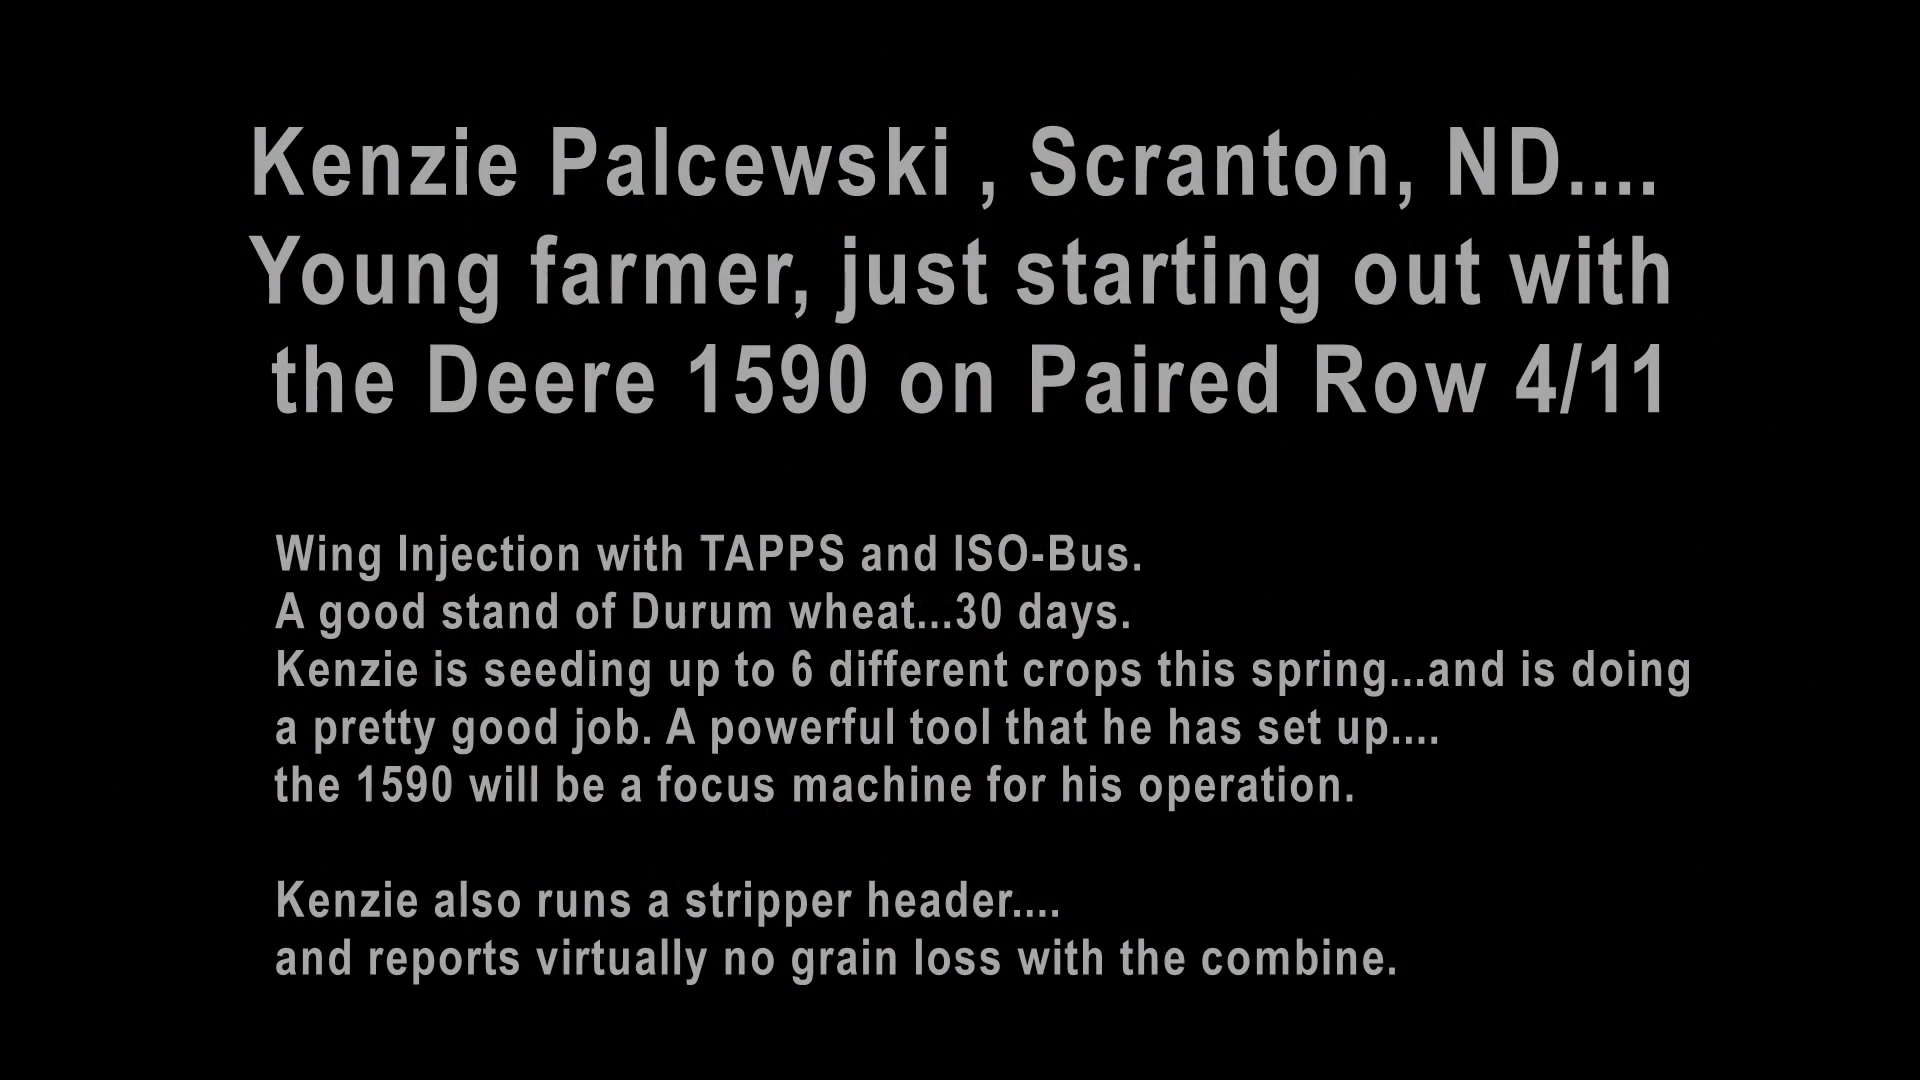 Kenzie Palcewski , Scranton, ND....
Young farmer, just starting out with
the Deere 1590 on Paired Row 4/11
Wing Injection with TAPPS and ISO-Bus.
A good stand of Durum wheat...30 days.
Kenzie is seeding up to 6 different crops this spring...and is doing
a pretty good job. A powerful tool that he has set up....
the 1590 will be a focus machine for his operation.
Kenzie also runs a stripper header....
and reports virtually no grain loss with the combine.